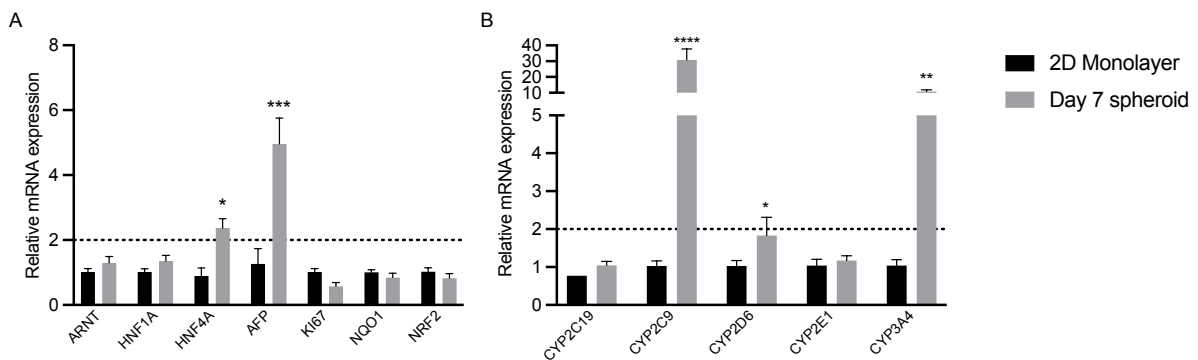 A
Relative mRNA expression
8
6
4
2
0
*
***
ARNT
HNF1A
HNF4A
AFP
KI67
NQO1
NRF2
B
Relative mRNA expression
40
30
20
10
5
4
3
2
1
0
****
*
**
CYP2C19
CYP2C9
CYP2D6
CYP2E1
CYP3A4
2D Monolayer
Day 7 spheroid